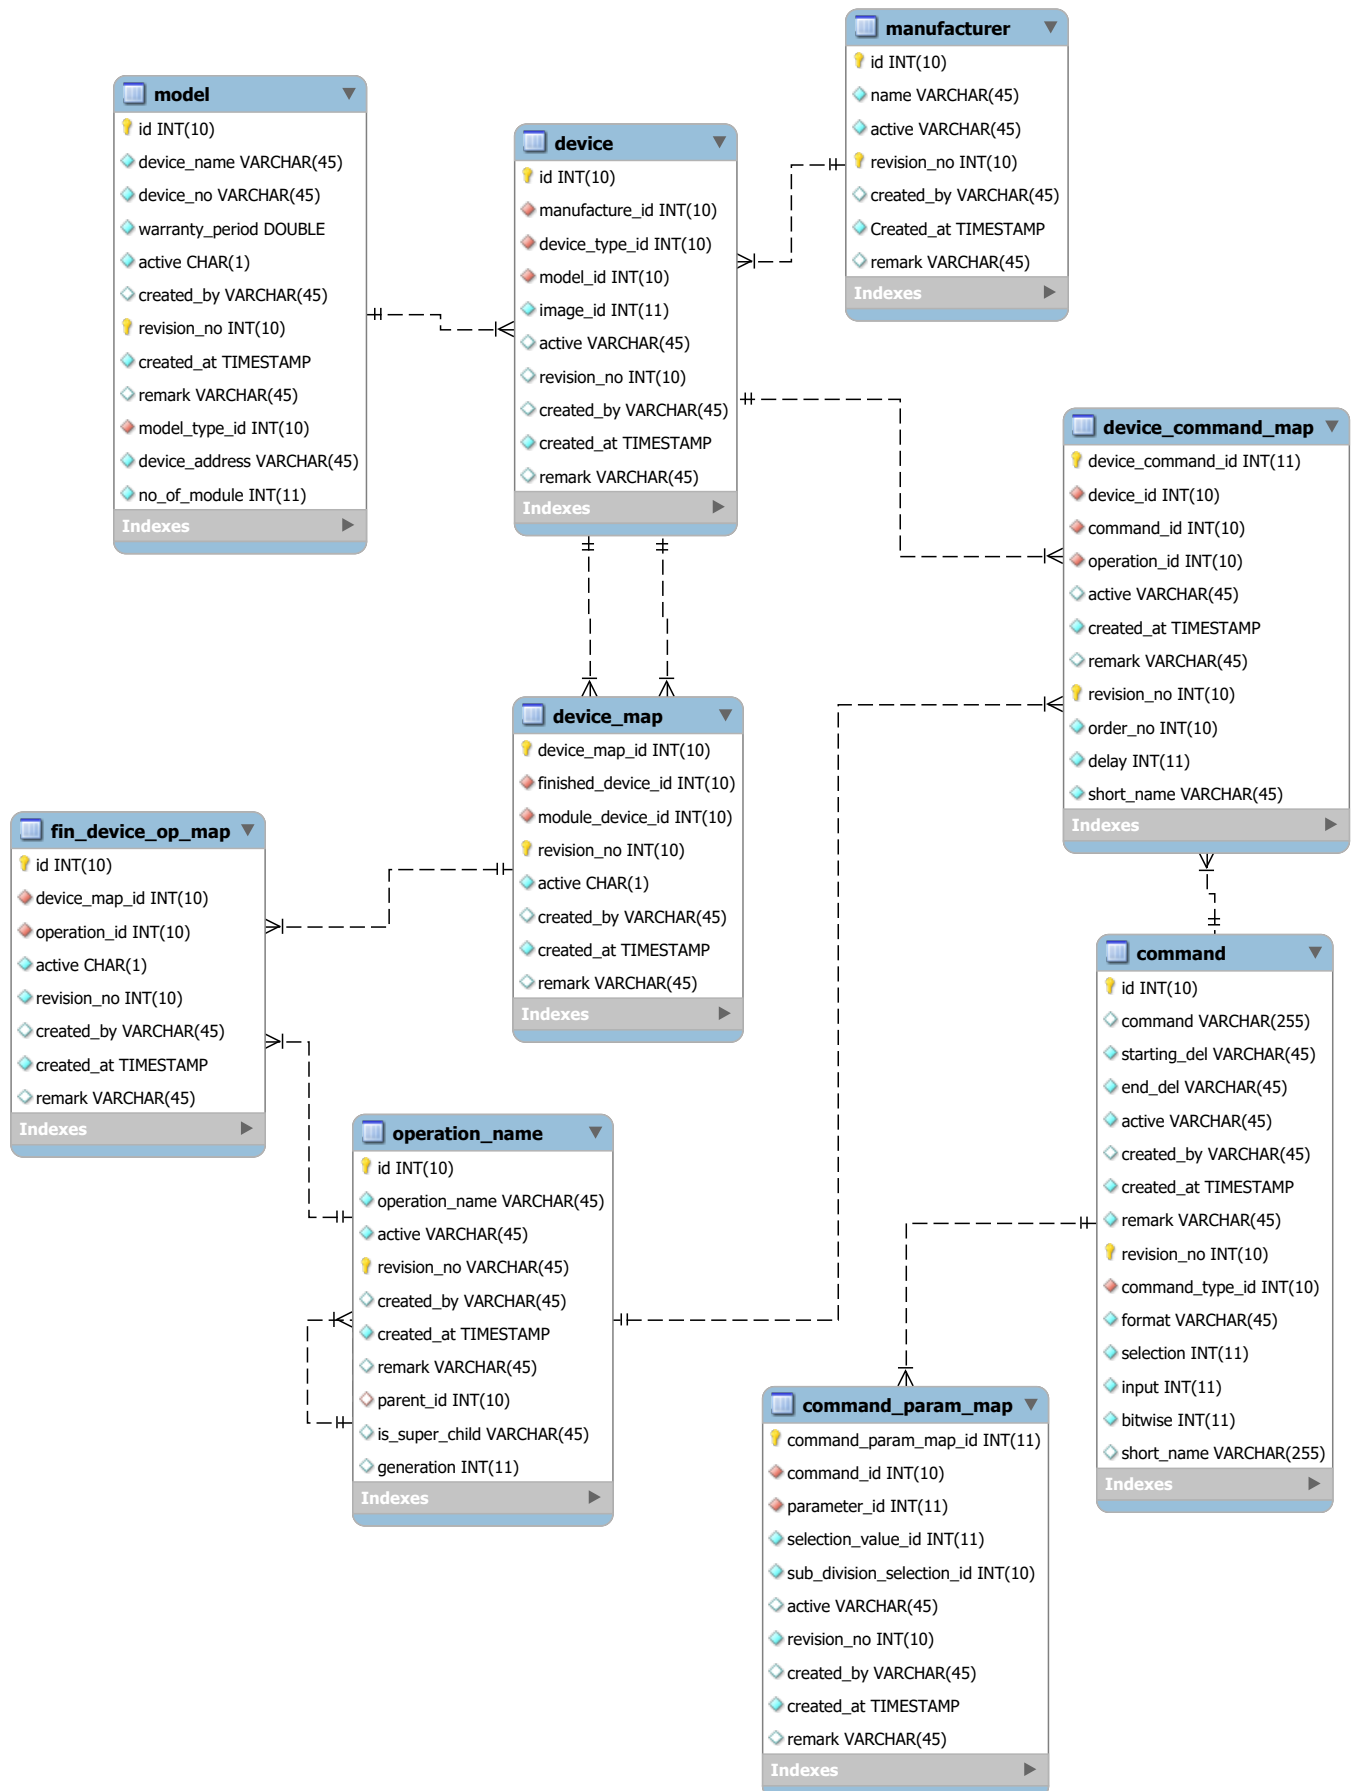 manufacturer
id INT(10)
name VARCHAR(45)
active VARCHAR(45)
revision_no INT(10)
created_by VARCHAR(45)
Created_at TIMESTAMP
remark VARCHAR(45)
Indexes
model
id INT(10)
device_name VARCHAR(45)
device_no VARCHAR(45)
warranty_period DOUBLE
active CHAR(1)
created_by VARCHAR(45)
revision_no INT(10)
created_at TIMESTAMP
remark VARCHAR(45)
model_type_id INT(10)
device_address VARCHAR(45)
no_of_module INT(11)
Indexes
device
id INT(10)
manufacture_id INT(10)
device_type_id INT(10)
model_id INT(10)
image_id INT(11)
active VARCHAR(45)
revision_no INT(10)
created_by VARCHAR(45)
created_at TIMESTAMP
remark VARCHAR(45)
Indexes
device_command_map
device_command_id INT(11)
device_id INT(10)
command_id INT(10)
operation_id INT(10)
active VARCHAR(45)
created_at TIMESTAMP
remark VARCHAR(45)
revision_no INT(10)
order_no INT(10)
delay INT(11)
short_name VARCHAR(45)
Indexes
device_map
device_map_id INT(10)
finished_device_id INT(10)
module_device_id INT(10)
revision_no INT(10)
active CHAR(1)
created_by VARCHAR(45)
created_at TIMESTAMP
remark VARCHAR(45)
Indexes
fin_device_op_map
id INT(10)
device_map_id INT(10)
operation_id INT(10)
active CHAR(1)
revision_no INT(10)
created_by VARCHAR(45)
created_at TIMESTAMP
remark VARCHAR(45)
Indexes
command
id INT(10)
command VARCHAR(255)
starting_del VARCHAR(45)
end_del VARCHAR(45)
active VARCHAR(45)
created_by VARCHAR(45)
created_at TIMESTAMP
remark VARCHAR(45)
revision_no INT(10)
command_type_id INT(10)
format VARCHAR(45)
selection INT(11)
input INT(11)
bitwise INT(11)
short_name VARCHAR(255)
Indexes
operation_name
id INT(10)
operation_name VARCHAR(45)
active VARCHAR(45)
revision_no VARCHAR(45)
created_by VARCHAR(45)
created_at TIMESTAMP
remark VARCHAR(45)
parent_id INT(10)
is_super_child VARCHAR(45)
generation INT(11)
Indexes
command_param_map
command_param_map_id INT(11)
command_id INT(10)
parameter_id INT(11)
selection_value_id INT(11)
sub_division_selection_id INT(10)
active VARCHAR(45)
revision_no INT(10)
created_by VARCHAR(45)
created_at TIMESTAMP
remark VARCHAR(45)
Indexes